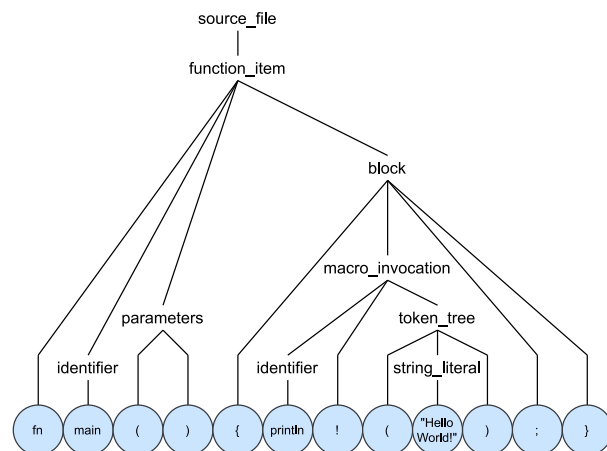 source_file
function_item
block
macro_invocation
parameters token_tree
identifier identifier string_literal
fn main ( ) { println ! ( "Hello World!" ) ; }